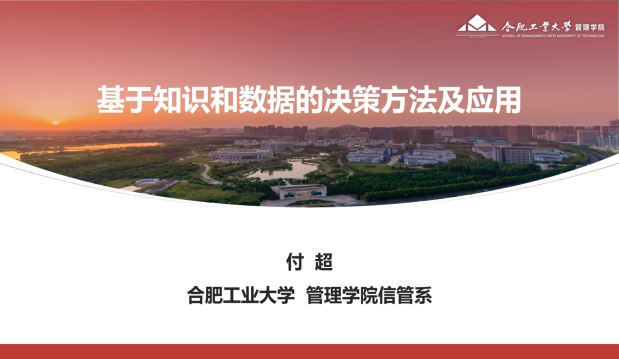 合肥工业大学 管理学院
SCHOOL OF MANAGEMENT, HEFEI UNIVERSITY OF TECHNOLOGY
基于知识和数据的决策方法及应用
付 超
合肥工业大学 管理学院信管系